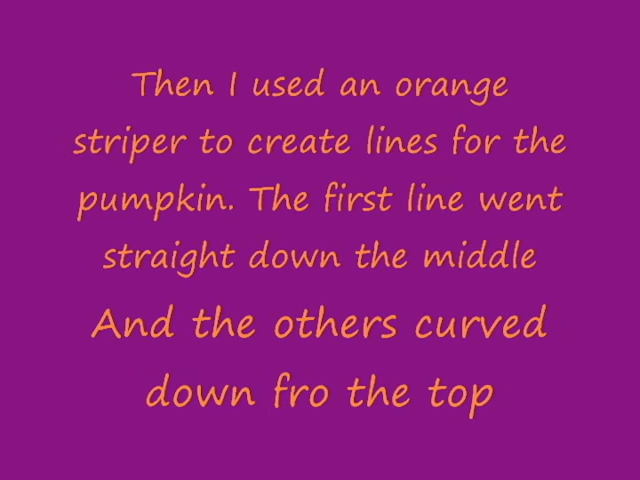 Then I used an orange
striper to create lines for the
pumpkin. The first line went
straight down the middle
And the others curved
down fro the top